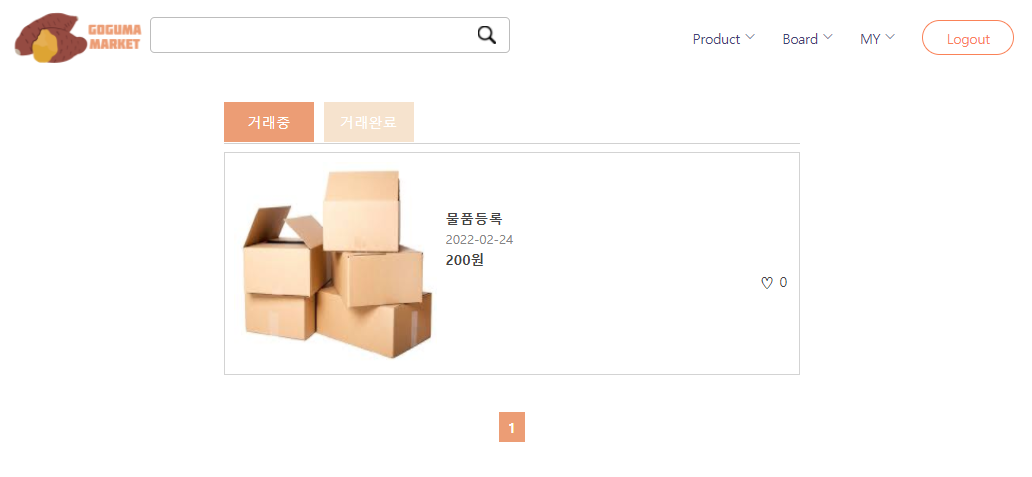 GOGUMA
MARKET
Product
Board
MY
Logout
거래중
거래완료
물품등록
2022-02-24
200원
♡ 0
1